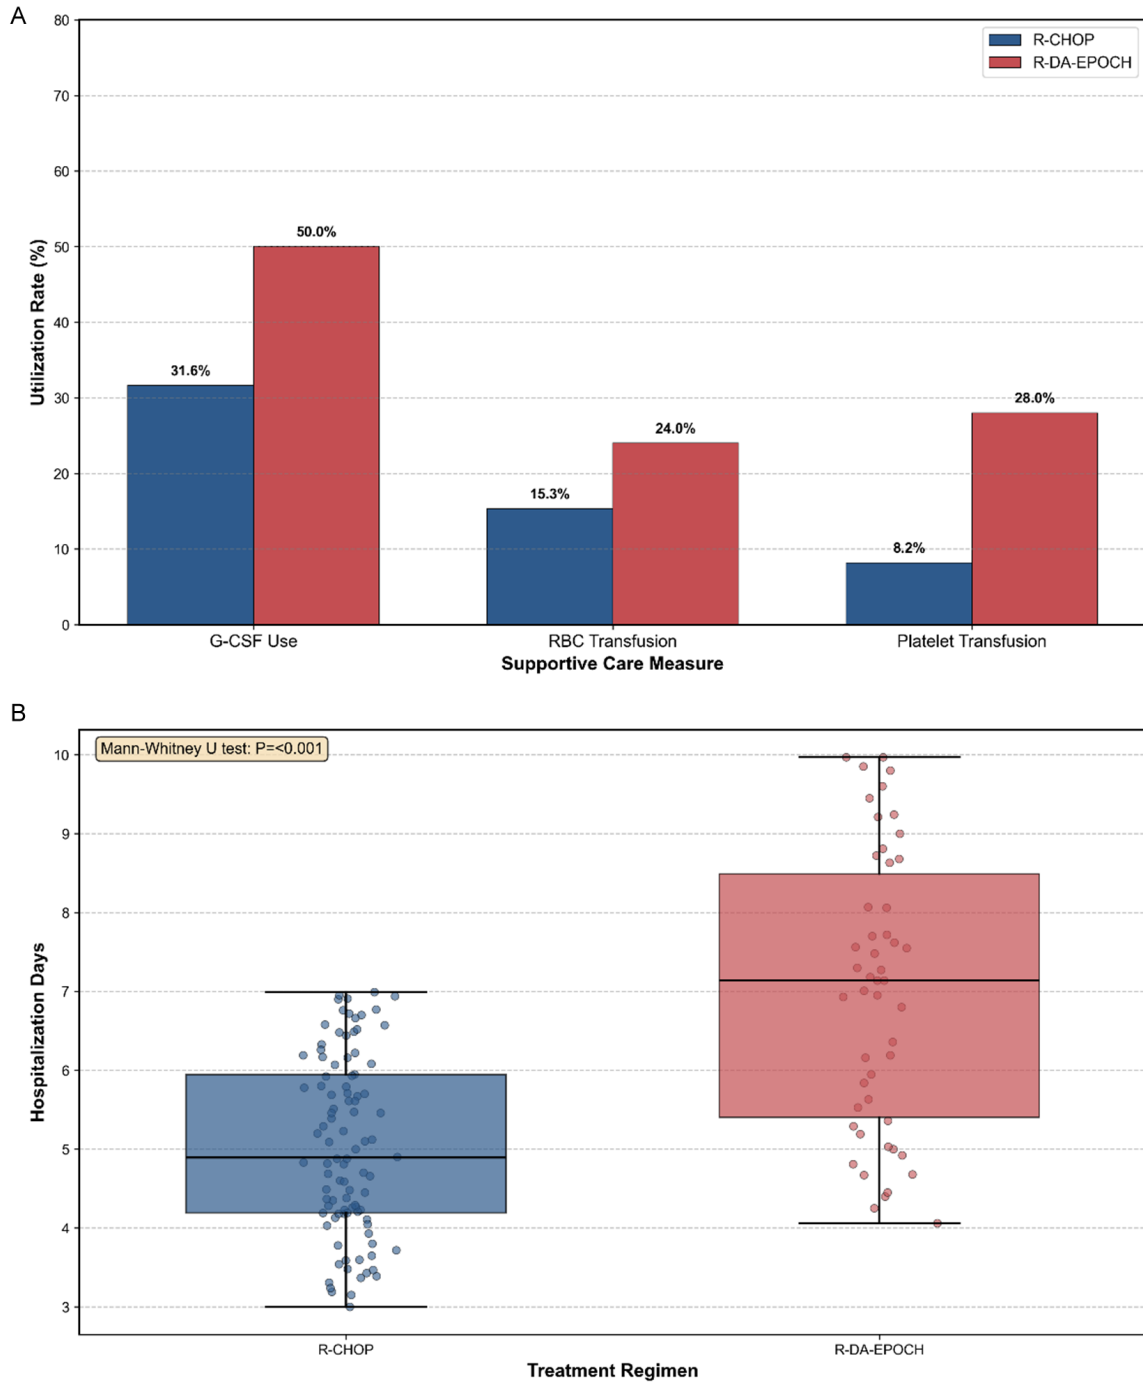 A
80
70
60
50
40
30
20
10
0
Utilization Rate (%)
R-CHOP
R-DA-EPOCH
31.6%
50.0%
15.3%
24.0%
8.2%
28.0%
G-CSF Use
RBC Transfusion
Platelet Transfusion
Supportive Care Measure
B
Mann-Whitney U test: P=<0.001
10
9
8
7
6
5
4
3
Hospitalization Days
R-CHOP
R-DA-EPOCH
Treatment Regimen